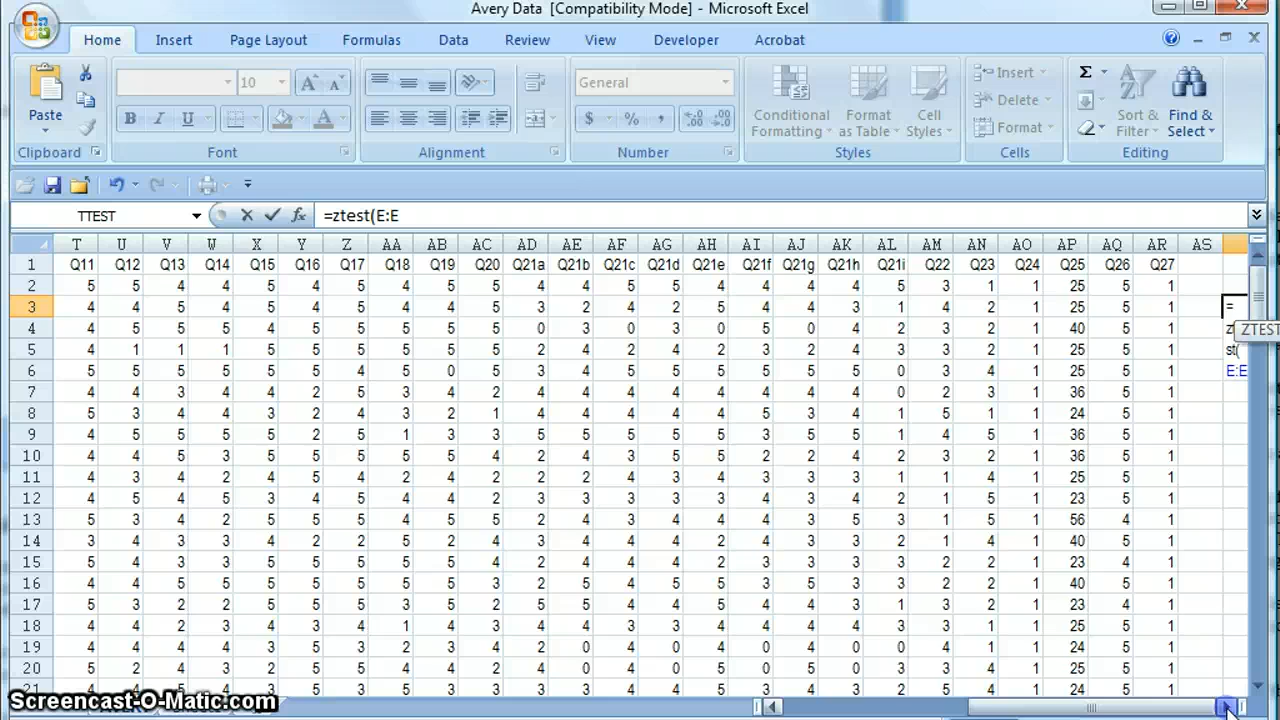 Avery Data [Compatibility Mode] - Microsoft Excel
Home Insert Page Layout Formulas Data Review View Developer Acrobat
Paste 10 A A General Conditional Formatting Format as Table Cell Styles Insert Delete Format Σ Sort & Filter Find & Select
B I U A $ % ,
Clipboard Font Alignment Number Styles Cells Editing
TTEST fx =ztest(E:E
T U V W X Y Z AA AB AC AD AE AF AG AH AI AJ AK AL AM AN AO AP AQ AR AS
1 Q11 Q12 Q13 Q14 Q15 Q16 Q17 Q18 Q19 Q20 Q21a Q21b Q21c Q21d Q21e Q21f Q21g Q21h Q21i Q22 Q23 Q24 Q25 Q26 Q27
2 5 5 4 4 5 4 5 4 5 5 4 4 5 5 4 4 4 4 5 3 1 1 25 5 1
3 4 4 5 4 5 4 5 4 4 5 3 2 4 2 5 4 4 3 1 4 2 1 25 5 1 =
4 4 5 5 5 4 5 5 5 5 5 0 3 0 3 0 5 0 4 2 3 2 1 40 5 1 ZTEST
5 4 1 1 1 5 5 5 5 5 5 2 4 2 4 2 3 2 4 3 3 2 1 25 5 1 st(
6 5 5 5 5 5 5 4 5 0 5 3 4 5 5 5 5 5 5 0 3 4 1 25 5 1 E:E
7 4 4 3 4 4 2 5 3 4 2 4 4 4 4 4 4 4 4 0 2 3 1 36 5 1
8 5 3 4 4 3 2 4 3 2 1 4 4 4 4 4 5 3 4 1 5 1 1 24 5 1
9 4 5 5 5 5 2 5 1 3 3 5 5 5 5 5 3 5 5 1 4 5 1 36 5 1
10 4 4 5 3 5 5 5 5 5 4 2 4 3 5 5 2 2 4 2 3 2 1 36 5 1
11 4 3 4 2 4 5 4 2 4 2 2 2 4 3 4 3 3 3 1 1 4 1 25 5 1
12 4 5 4 5 3 4 5 4 5 2 3 3 3 3 3 4 3 4 2 1 5 1 23 5 1
13 5 3 4 2 5 5 5 4 5 5 2 4 3 4 4 4 3 5 3 1 5 1 56 4 1
14 3 4 3 3 4 2 2 5 2 4 3 4 3 4 2 4 3 3 2 1 4 1 40 5 1
15 5 4 3 3 5 5 5 4 5 4 2 4 4 4 2 3 3 3 3 2 2 1 23 5 1
16 4 4 5 5 5 5 5 5 5 4 3 2 5 5 5 3 5 3 3 2 2 1 40 5 1
17 5 3 2 2 5 5 5 3 5 2 5 5 4 4 5 4 4 3 1 3 2 1 23 4 1
18 4 4 2 3 4 3 4 1 4 3 4 4 3 4 4 4 4 4 3 3 1 1 25 5 1
19 4 4 4 4 3 5 3 2 3 4 2 0 4 0 4 0 4 0 0 4 1 1 24 5 1
20 5 2 4 3 2 5 5 4 4 2 4 0 4 0 5 0 5 0 3 3 4 1 25 5 1
21 4 4 5 4 3 5 3 5 3 3 3 5 4 5 3 4 3 2 5 4 1 24 5 1
Screencast-O-Matic.com